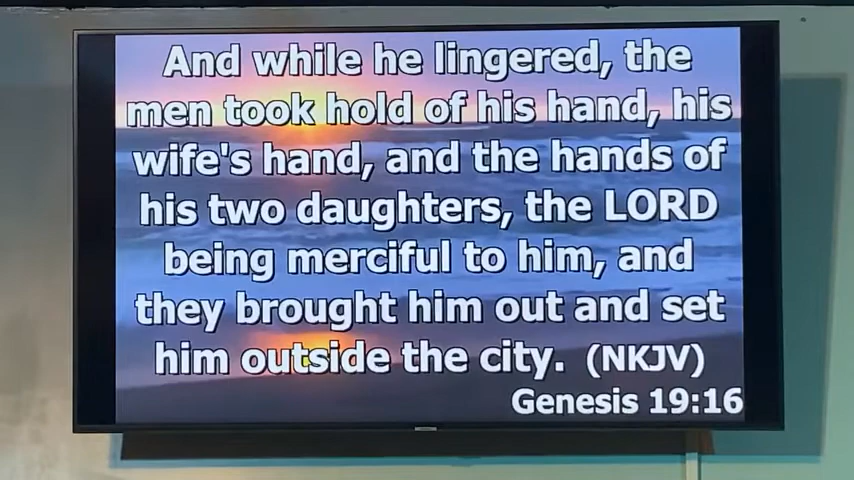 And while he lingered, the
men took hold of his hand, his
wife's hand, and the hands of
his two daughters, the LORD
being merciful to him, and
they brought him out and set
him outside the city. (NKJV)
Genesis 19:16